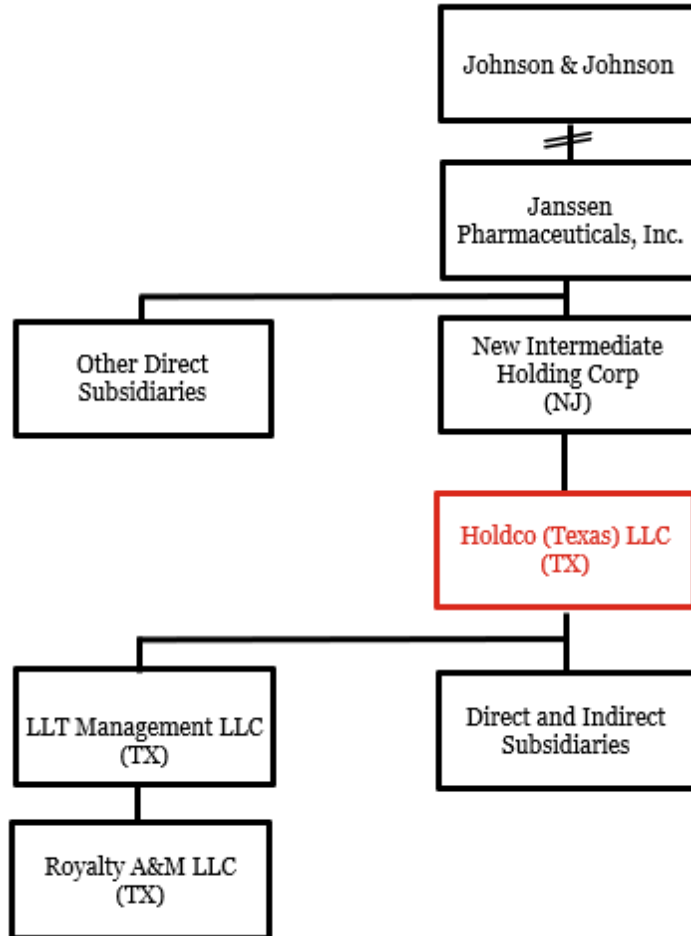 Johnson & Johnson
Janssen
Pharmaceuticals, Inc.
Other Direct
Subsidiaries
New Intermediate
Holding Corp
(NJ)
Holdco (Texas) LLC
(TX)
LLT Management LLC
(TX)
Direct and Indirect
Subsidiaries
Royalty A&M LLC
(TX)